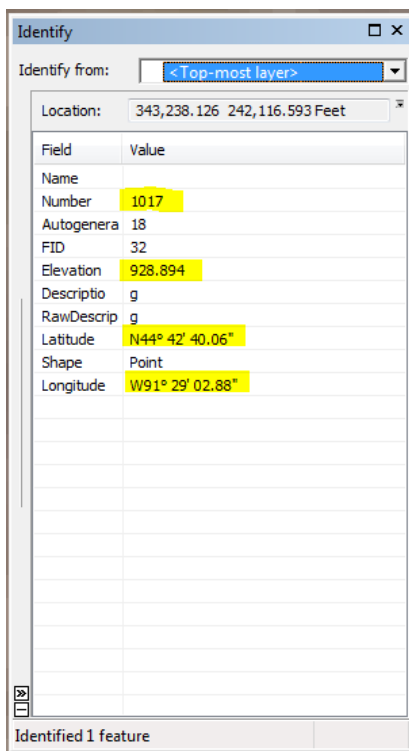 Identify
Identify from: <Top-most layer>
Location: 343,238.126 242,116.593 Feet
Field Value
Name
Number 1017
Autogenera 18
FID 32
Elevation 928.894
Descriptio g
RawDescrip g
Latitude N44° 42' 40.06"
Shape Point
Longitude W91° 29' 02.88"
Identified 1 feature